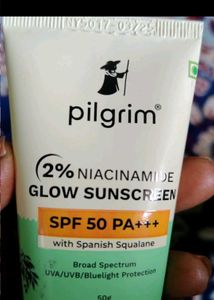 pilgrim®
2% NIACINAMIDE
GLOW SUNSCREEN
SPF 50 PA+++
with Spanish Squalane
Broad Spectrum
UVA/UVB/Bluelight Protection
50g